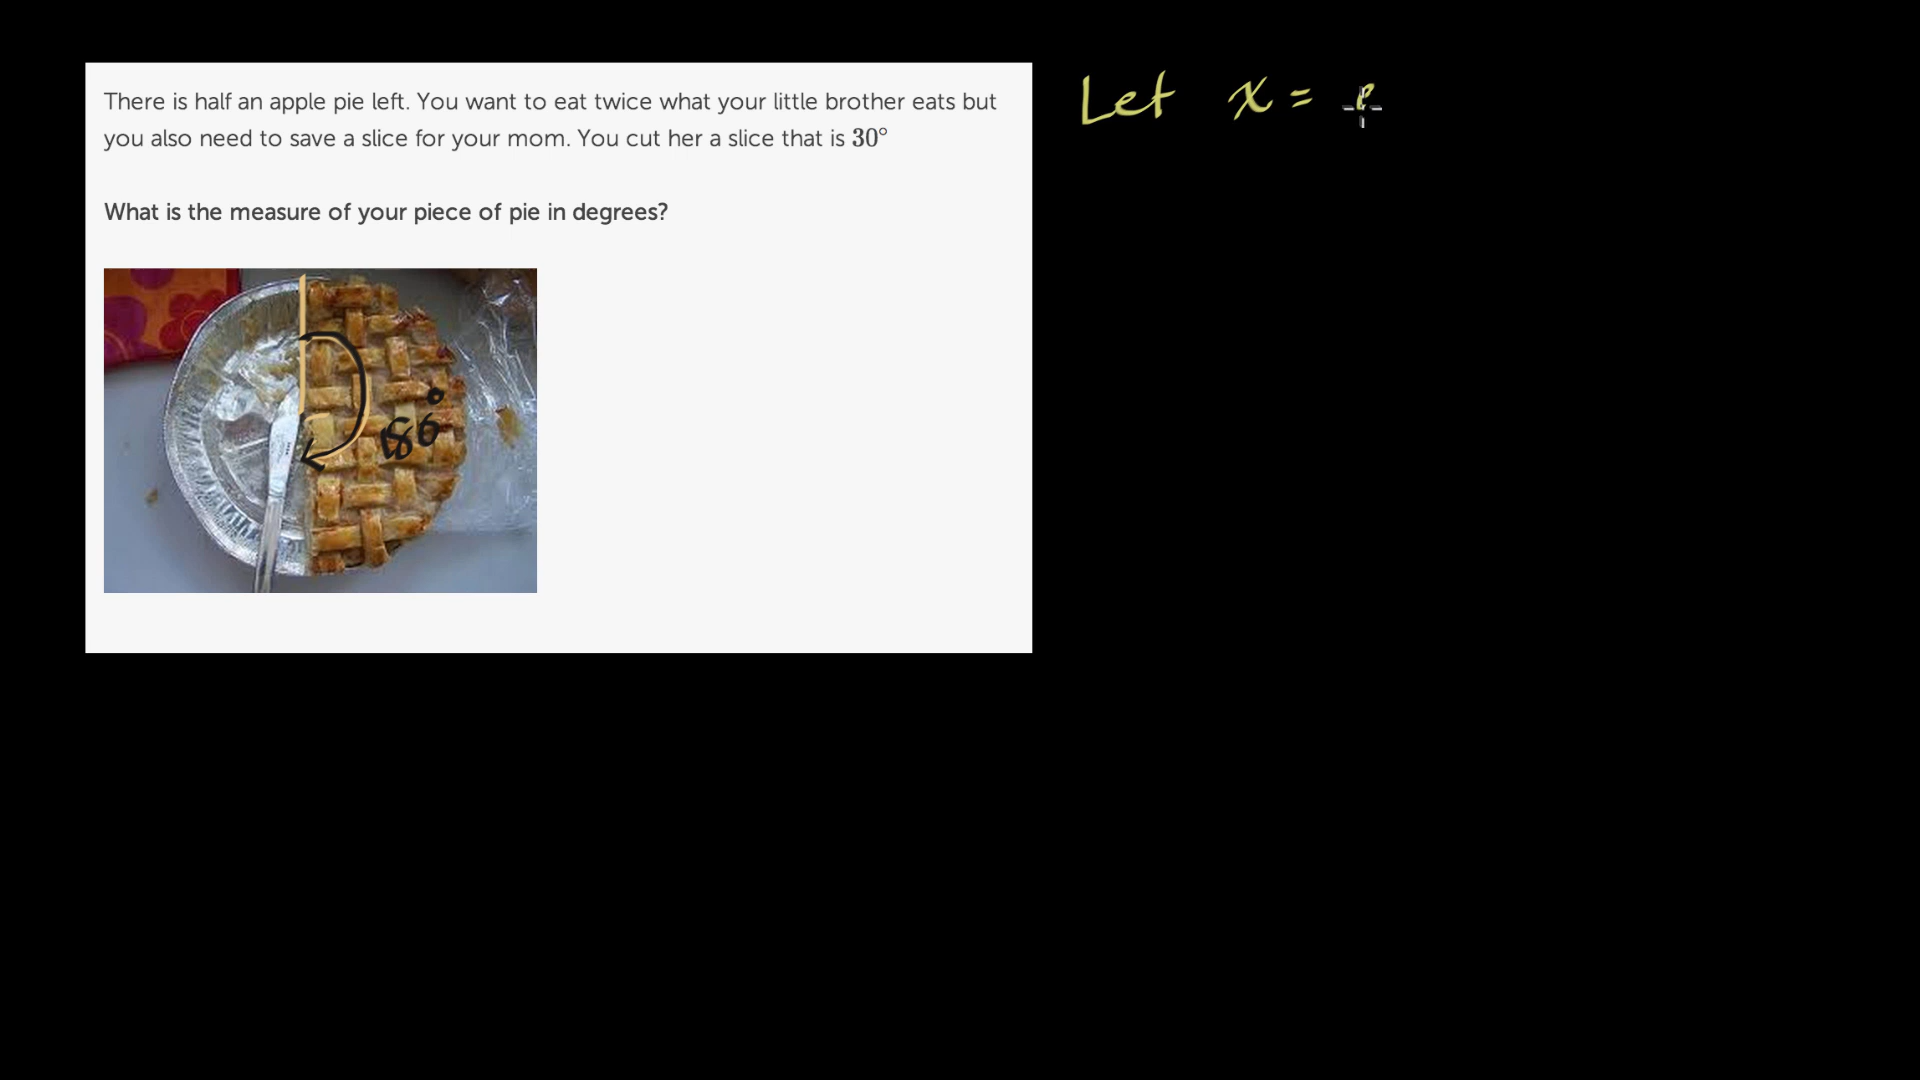 There is half an apple pie left. You want to eat twice what your little brother eats but
you also need to save a slice for your mom. You cut her a slice that is 30°
What is the measure of your piece of pie in degrees?
180°
Let x =